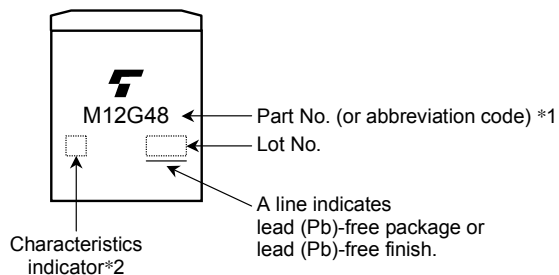 M12G48
Part No. (or abbreviation code) *1
Lot No.
A line indicates
lead (Pb)-free package or
lead (Pb)-free finish.
Characteristics
indicator*2